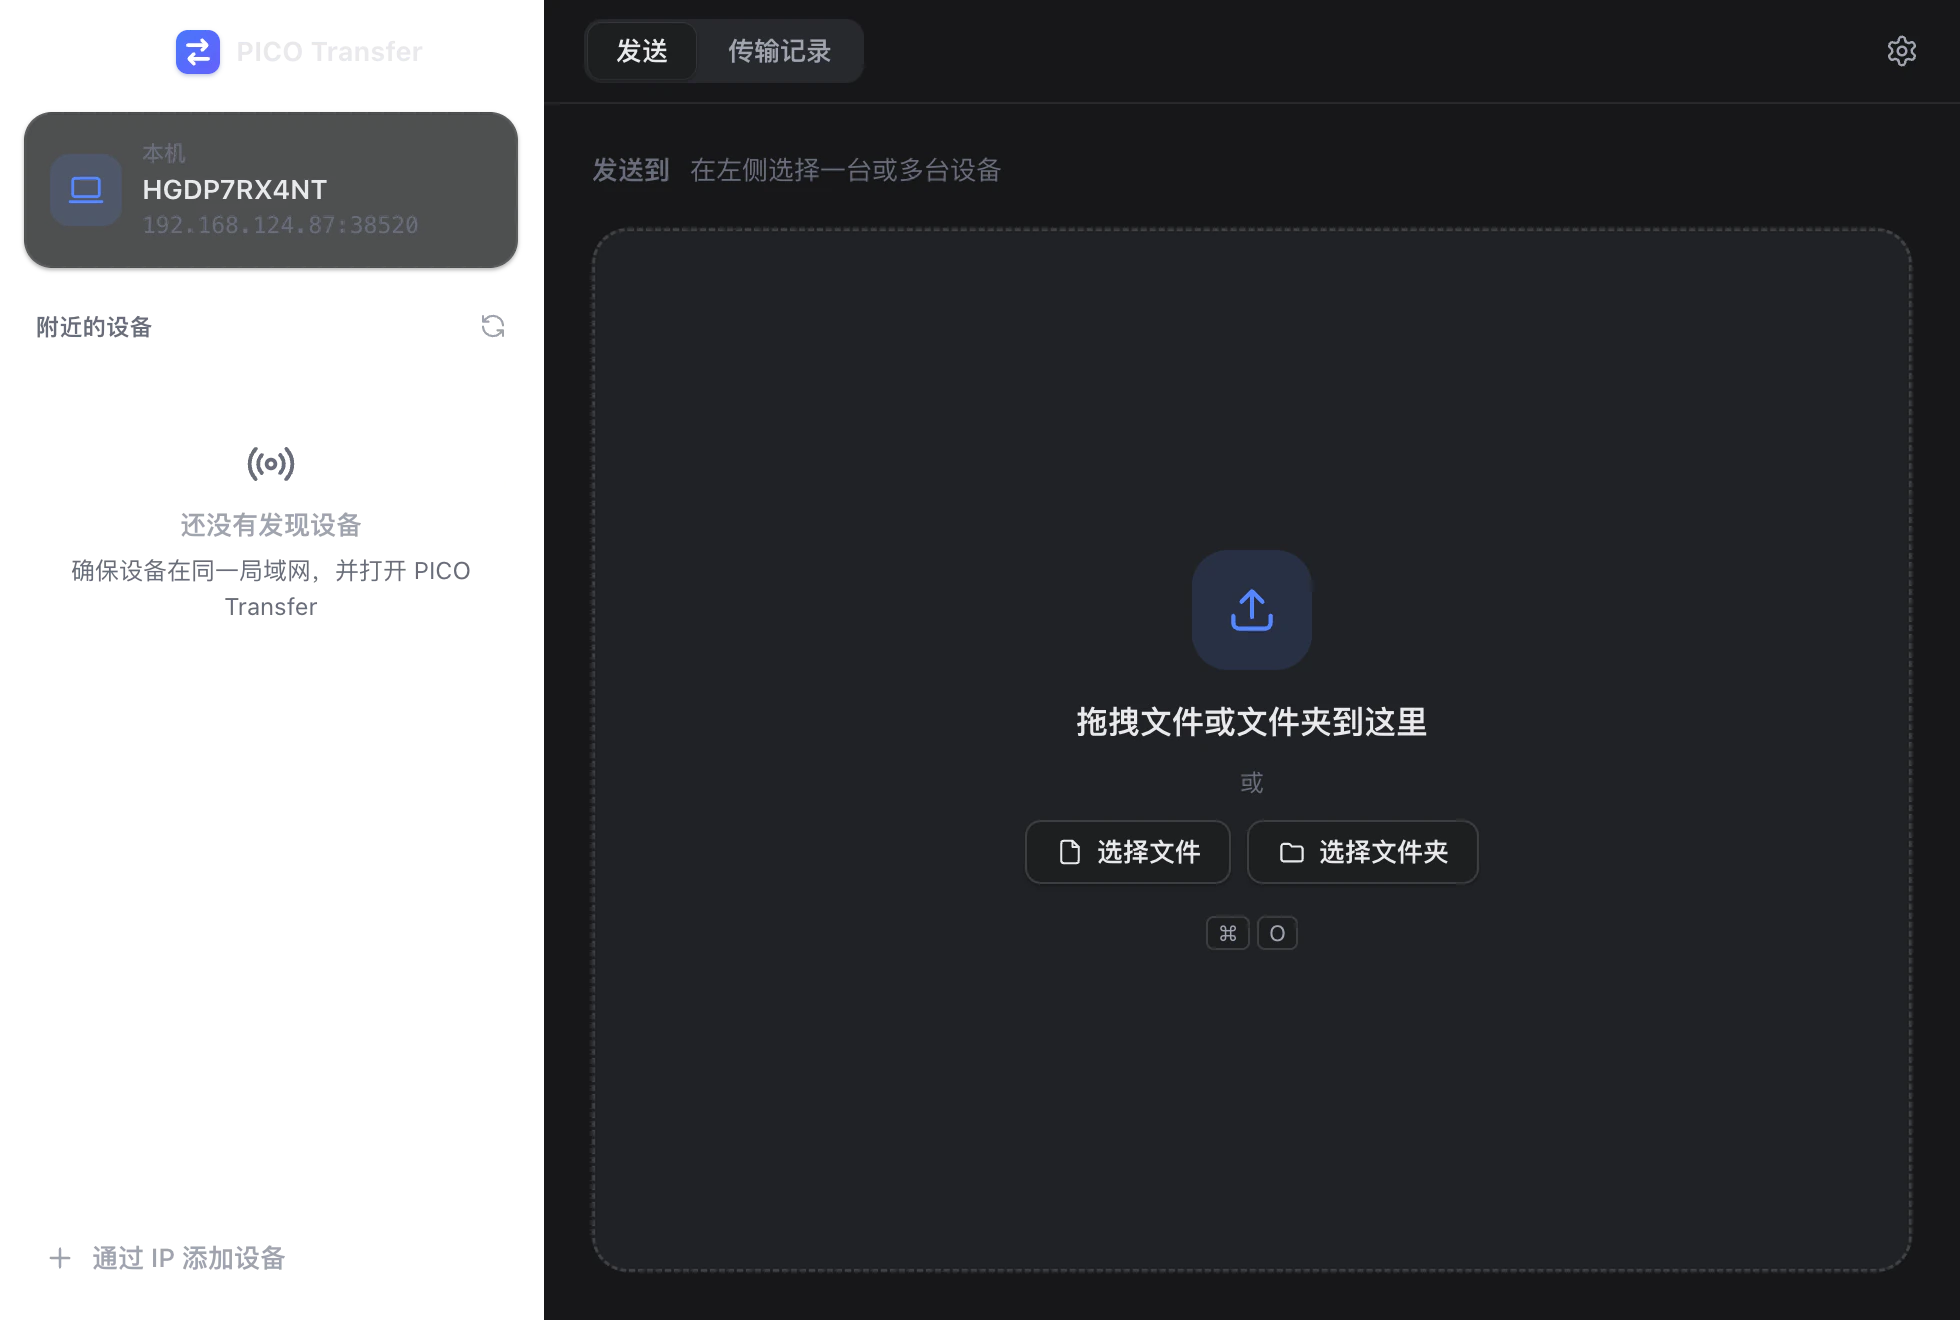 PICO Transfer
本机
HGDP7RX4NT
192.168.124.87:38520
附近的设备
还没有发现设备
确保设备在同一局域网，并打开 PICO
Transfer
通过 IP 添加设备
发送
传输记录
发送到 在左侧选择一台或多台设备
拖拽文件或文件夹到这里
或
选择文件 选择文件夹
⌘ O